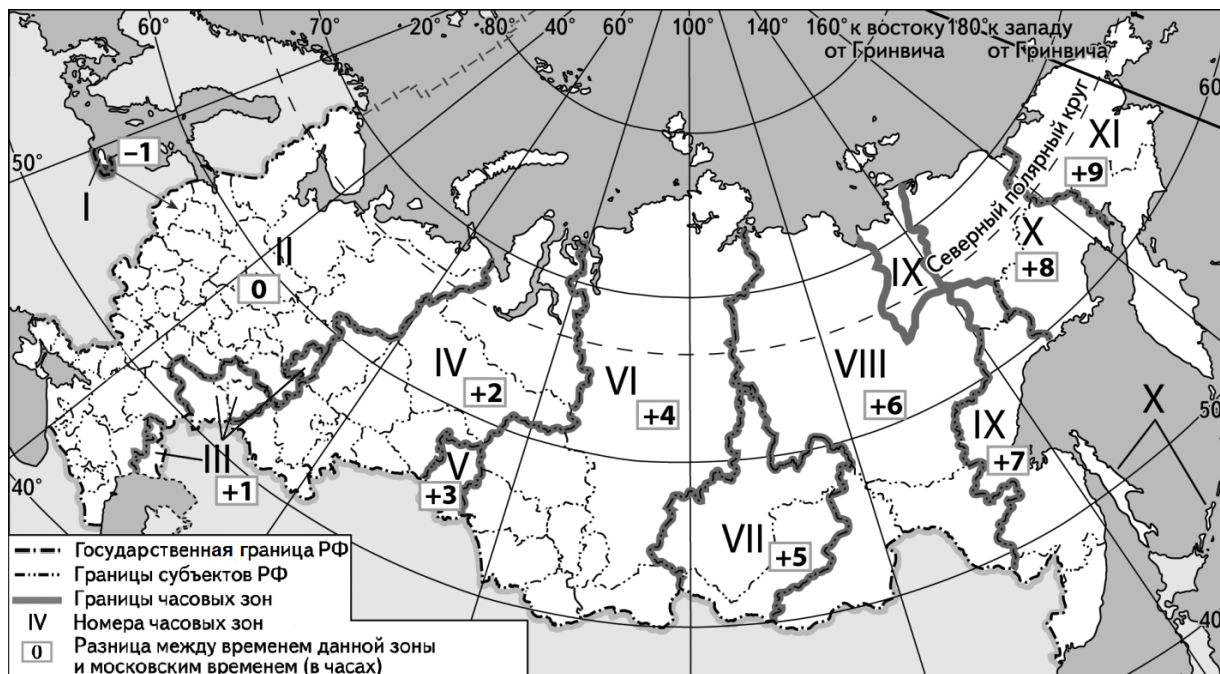 60°
70°
20°
80°
40°
100°
140°
160° к востоку
от Гринвича
180° к западу
от Гринвича
60°
50°
–1
I
II
0
Северный полярный круг
XI
+9
X
+8
IX
IV
+2
VI
+4
VIII
+6
X
50°
IX
+7
III
+1
V
+3
VII
+5
40°
40°
Государственная граница РФ
Границы субъектов РФ
Границы часовых зон
IV Номера часовых зон
0 Разница между временем данной зоны
и московским временем (в часах)